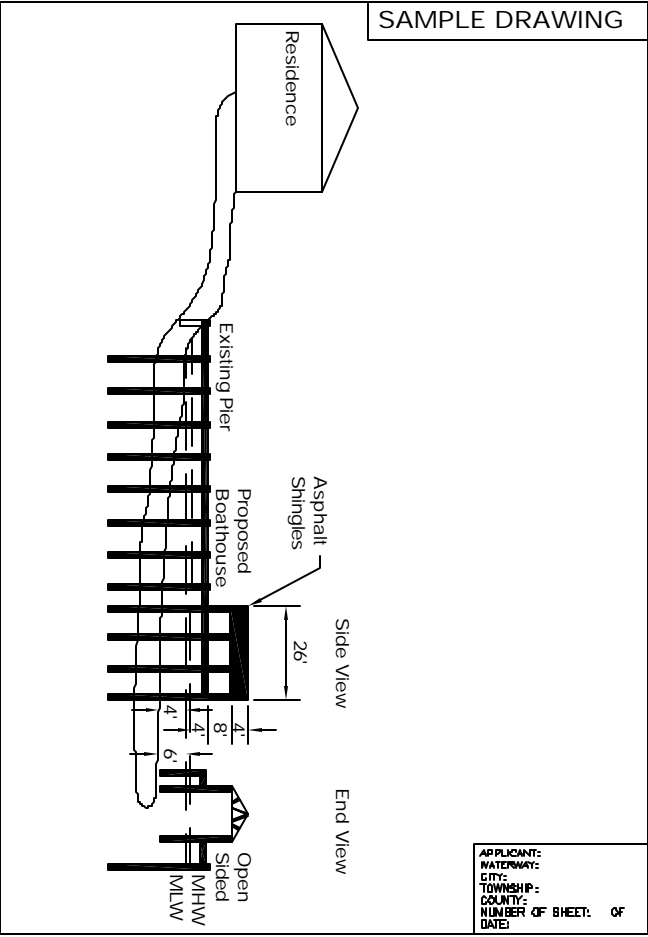 SAMPLE DRAWING
Residence
Existing Pier
Proposed
Boathouse
Asphalt
Shingles
Side View
26'
4'
8'
4'
4'
6'
End View
Open
Sided
MHW
MLW
APPLICANT:
WATERWAY:
CITY:
TOWNSHIP:
COUNTY:
NUMBER OF SHEET: OF
DATE: